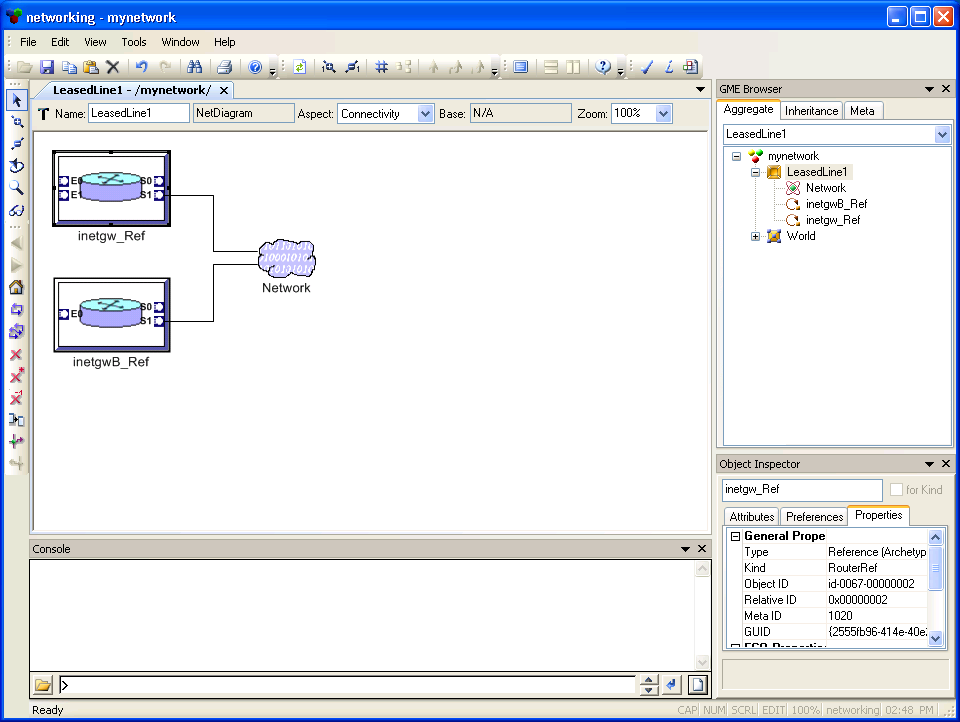 networking - mynetwork
File Edit View Tools Window Help
LeasedLine1 - /mynetwork/
Name: LeasedLine1 NetDiagram Aspect: Connectivity Base: N/A Zoom: 100%
E0 S0
E1 S1
inetgw_Ref
Network
E0 S0
S1
inetgwB_Ref
GME Browser
Aggregate Inheritance Meta
LeasedLine1
mynetwork
LeasedLine1
Network
inetgwB_Ref
inetgw_Ref
World
Object Inspector
inetgw_Ref for Kind
Attributes Preferences Properties
General Prope
Type Reference (Archetyp
Kind RouterRef
Object ID id-0067-00000002
Relative ID 0x00000002
Meta ID 1020
GUID {2555fb96-414e-40e
Console
>
Ready
CAP NUM SCRL EDIT 100% networking 02:48 PM